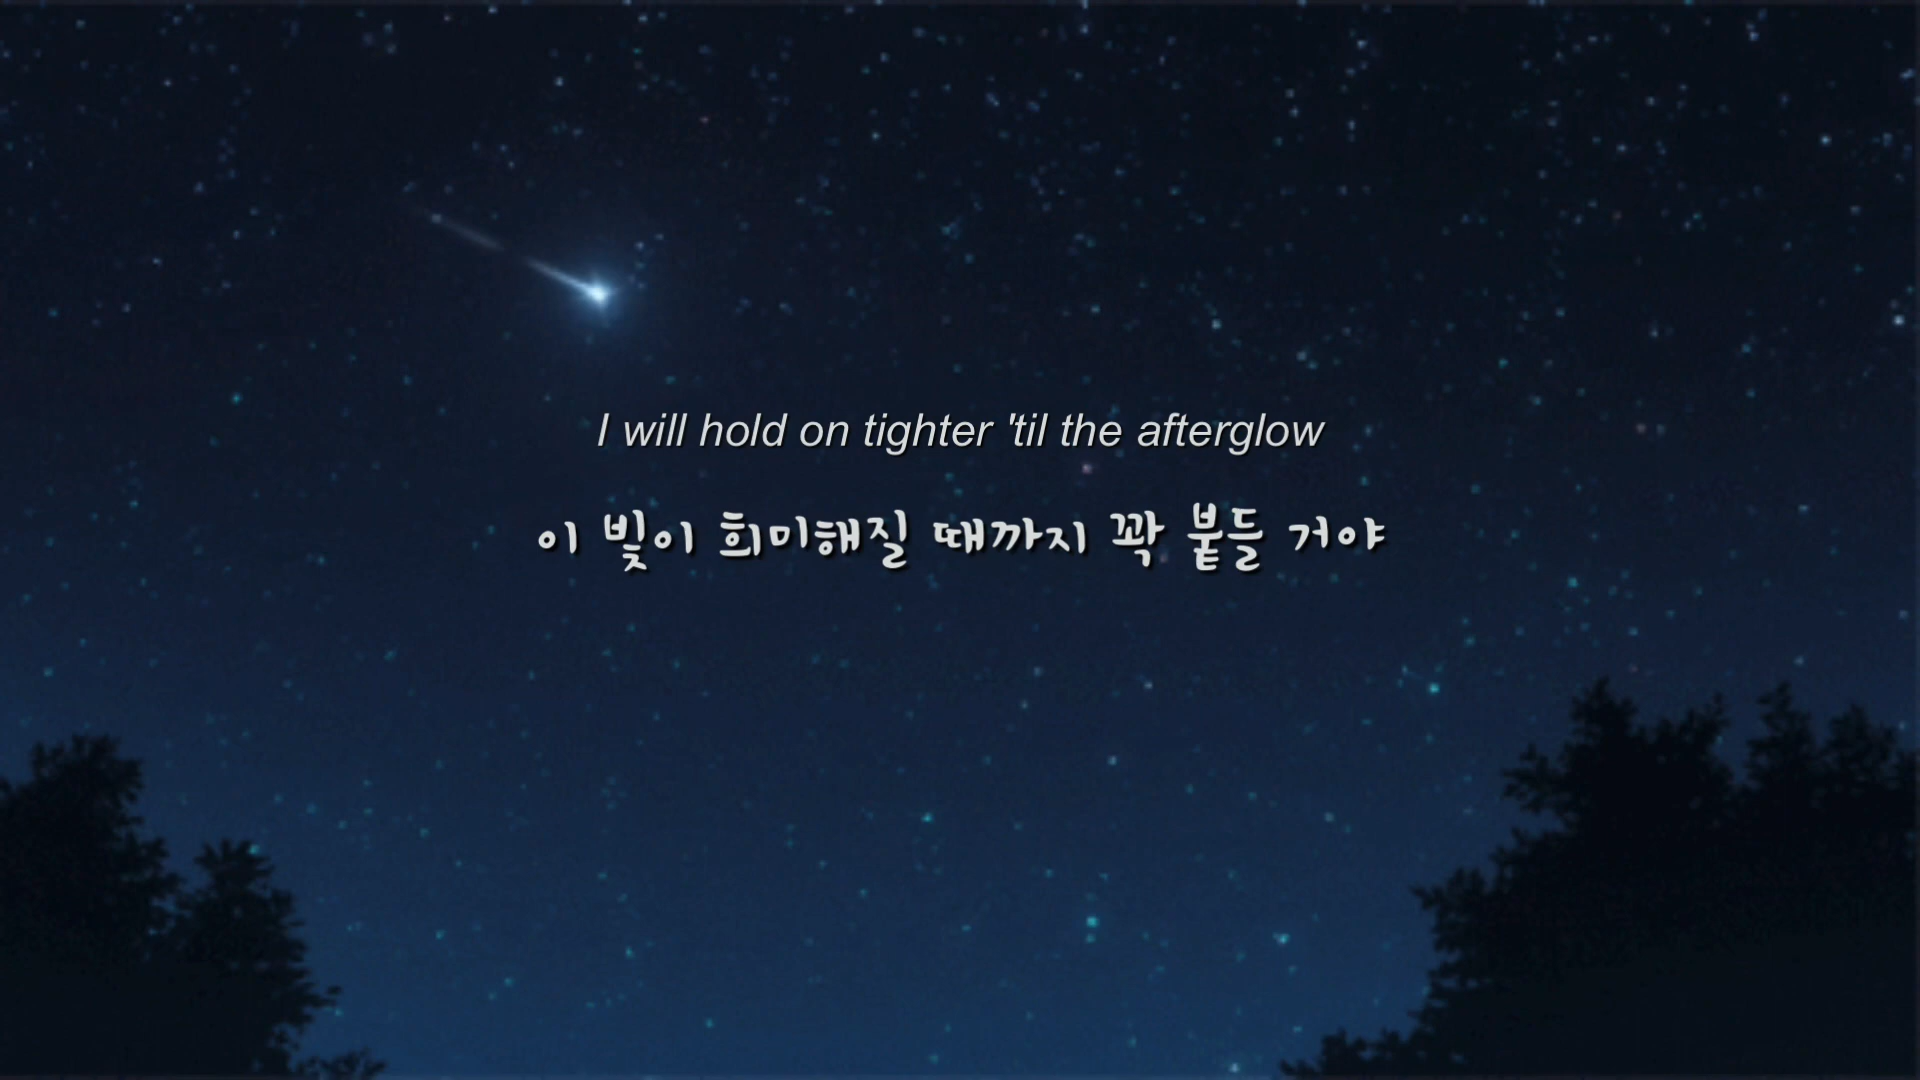 I will hold on tighter 'til the afterglow
이 빛이 희미해질 때까지 꽉 붙들 거야